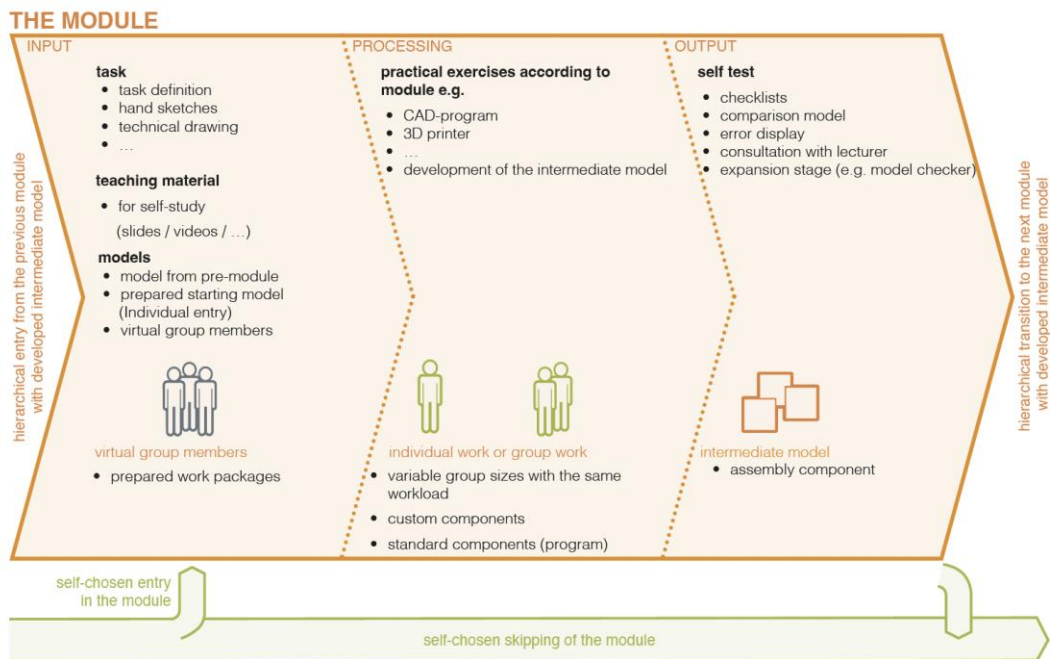 THE MODULE
INPUT
task
• task definition
• hand sketches
• technical drawing
• ...
teaching material
• for self-study
(slides / videos / ...)
models
• model from pre-module
• prepared starting model
(Individual entry)
• virtual group members
virtual group members
• prepared work packages
PROCESSING
practical exercises according to
module e.g.
• CAD-program
• 3D printer
• ...
• development of the intermediate model
individual work or group work
• variable group sizes with the same
workload
• custom components
• standard components (program)
OUTPUT
self test
• checklists
• comparison model
• error display
• consultation with lecturer
• expansion stage (e.g. model checker)
intermediate model
• assembly component
hierarchical entry from the previous module
with developed intermediate model
hierarchical transition to the next module
with developed intermediate model
self-chosen entry
in the module
self-chosen skipping of the module